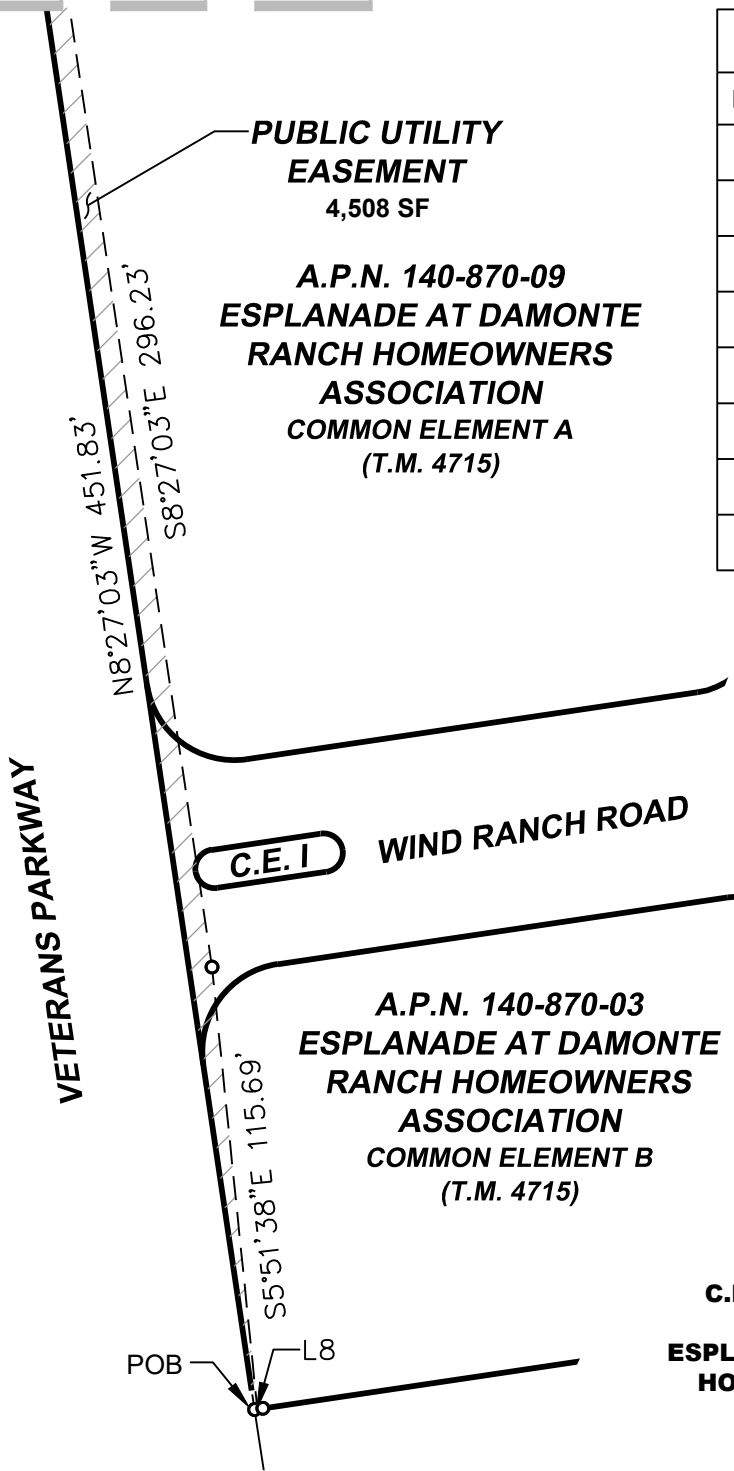 PUBLIC UTILITY
EASEMENT
4,508 SF
A.P.N. 140-870-09
ESPLANADE AT DAMONTE
RANCH HOMEOWNERS
ASSOCIATION
COMMON ELEMENT A
(T.M. 4715)
S8°27'03"E 296.23'
N8°27'03"W 451.83'
VETERANS PARKWAY
C.E. I
WIND RANCH ROAD
A.P.N. 140-870-03
ESPLANADE AT DAMONTE
RANCH HOMEOWNERS
ASSOCIATION
COMMON ELEMENT B
(T.M. 4715)
S5°51'38"E 115.69'
POB
L8
C.
ESPL
HO